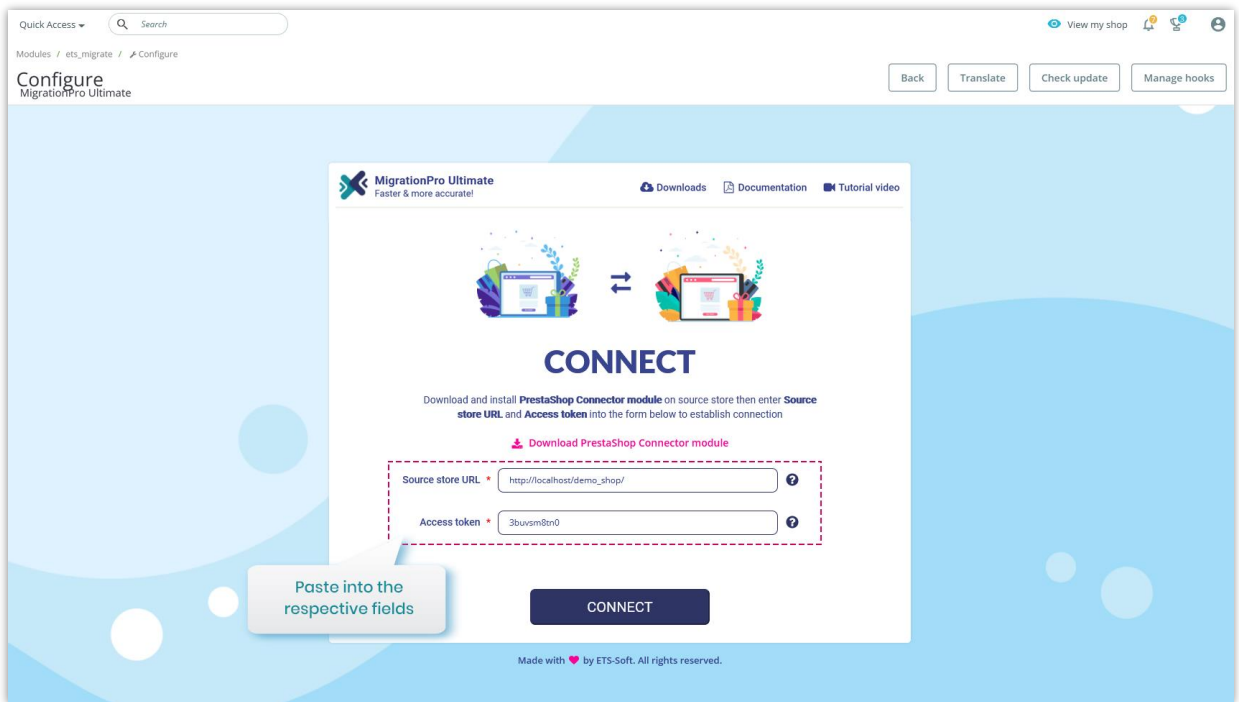 Quick Access
Search
View my shop
7
3
Modules / ets_migrate / Configure
Configure
MigrationPro Ultimate
Back
Translate
Check update
Manage hooks
MigrationPro Ultimate
Faster & more accurate!
Downloads
Documentation
Tutorial video
CONNECT
Download and install PrestaShop Connector module on source store then enter Source
store URL and Access token into the form below to establish connection
Download PrestaShop Connector module
Source store URL * http://localhost/demo_shop/ ?
Access token * 3buvsm8tn0 ?
Paste into the
respective fields
CONNECT
Made with ❤ by ETS-Soft. All rights reserved.